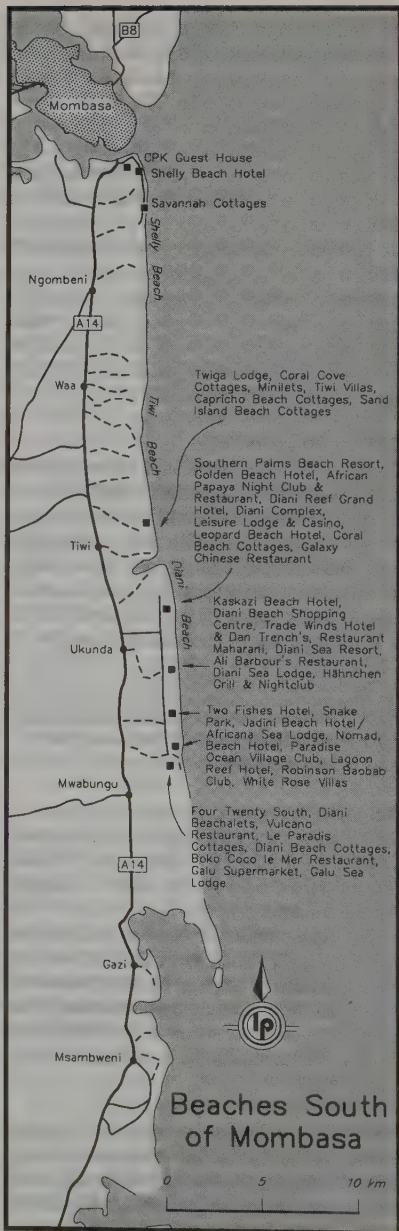 B8
Mombasa
CPK Guest House
Shelly Beach Hotel
Savannah Cottages
Shelly Beach
Ngombeni
A14
Twiga Lodge, Coral Cove
Cottages, Minilets, Tiwi Villas,
Capricho Beach Cottages, Sand
Island Beach Cottages
Waa
Tiwi Beach
Southern Palms Beach Resort,
Golden Beach Hotel, African
Papaya Night Club &
Restaurant, Diani Reef Grand
Hotel, Diani Complex,
Leisure Lodge & Casino,
Leopard Beach Hotel, Coral
Beach Cottages, Galaxy
Chinese Restaurant
Tiwi
Diani Beach
Kaskazi Beach Hotel,
Diani Beach Shopping
Centre, Trade Winds Hotel
& Dan Trench's, Restaurant
Maharani, Diani Sea Resort,
Ali Barbour's Restaurant,
Diani Sea Lodge, Hähnchen
Grill & Nightclub
Ukunda
Two Fishes Hotel, Snake
Park, Jadini Beach Hotel/
Africana Sea Lodge, Nomad,
Beach Hotel, Paradise
Ocean Village Club, Lagoon
Reef Hotel, Robinson Baobab
Club, White Rose Villas
Mwabungu
Four Twenty South, Diani
Beachalets, Vulcano
Restaurant, Le Paradis
Cottages, Diani Beach Cottages,
Boko Coco le Mer Restaurant,
Galu Supermarket, Galu Sea
Lodge
A14
Gazi
lp
Msambweni
Beaches South
of Mombasa
0 5 10 km